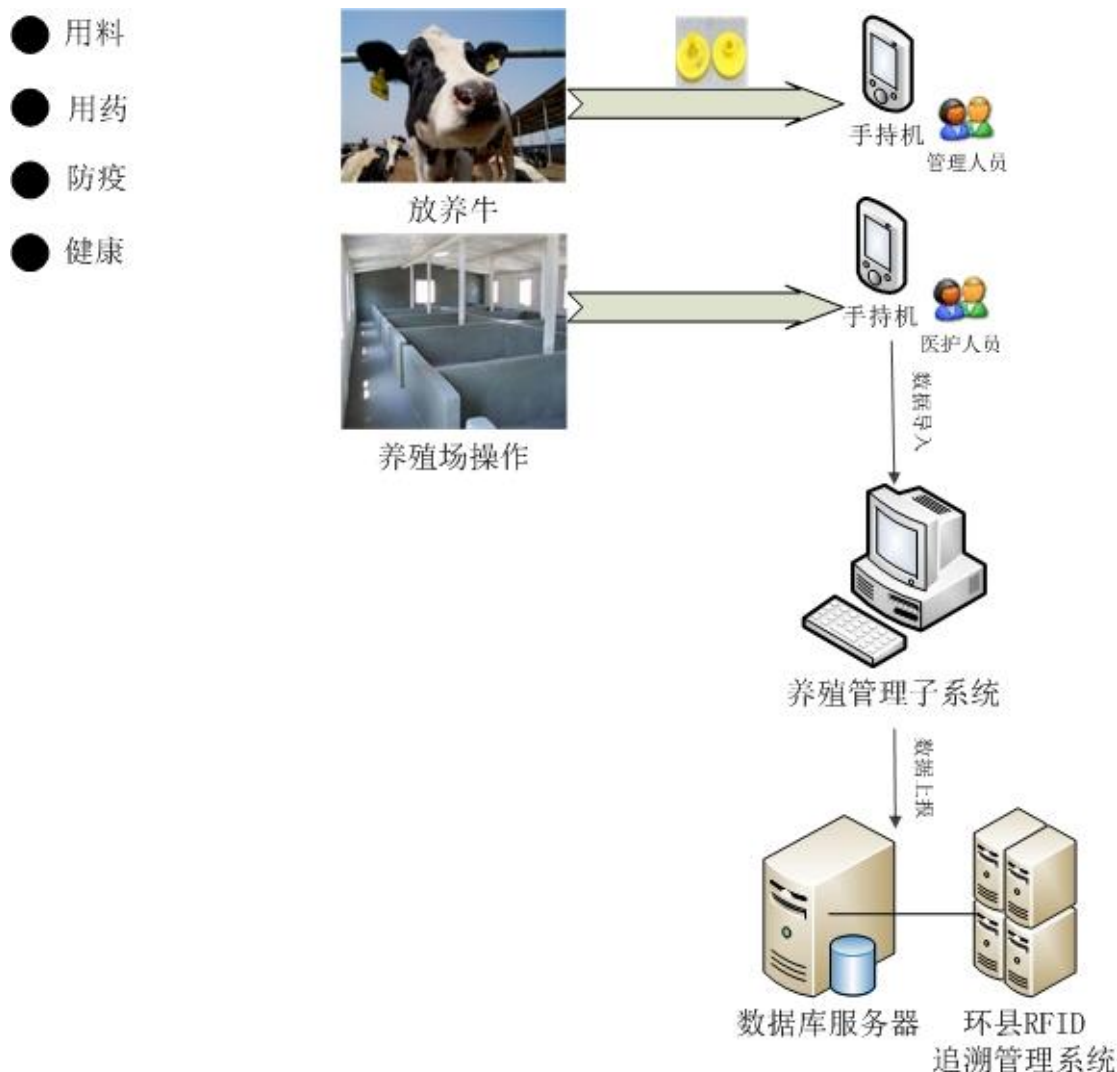 用料
用药
防疫
健康
放养牛
手持机
管理人员
养殖场操作
手持机
医护人员
数据导入
养殖管理子系统
数据上报
数据库服务器
环县RFID
追溯管理系统